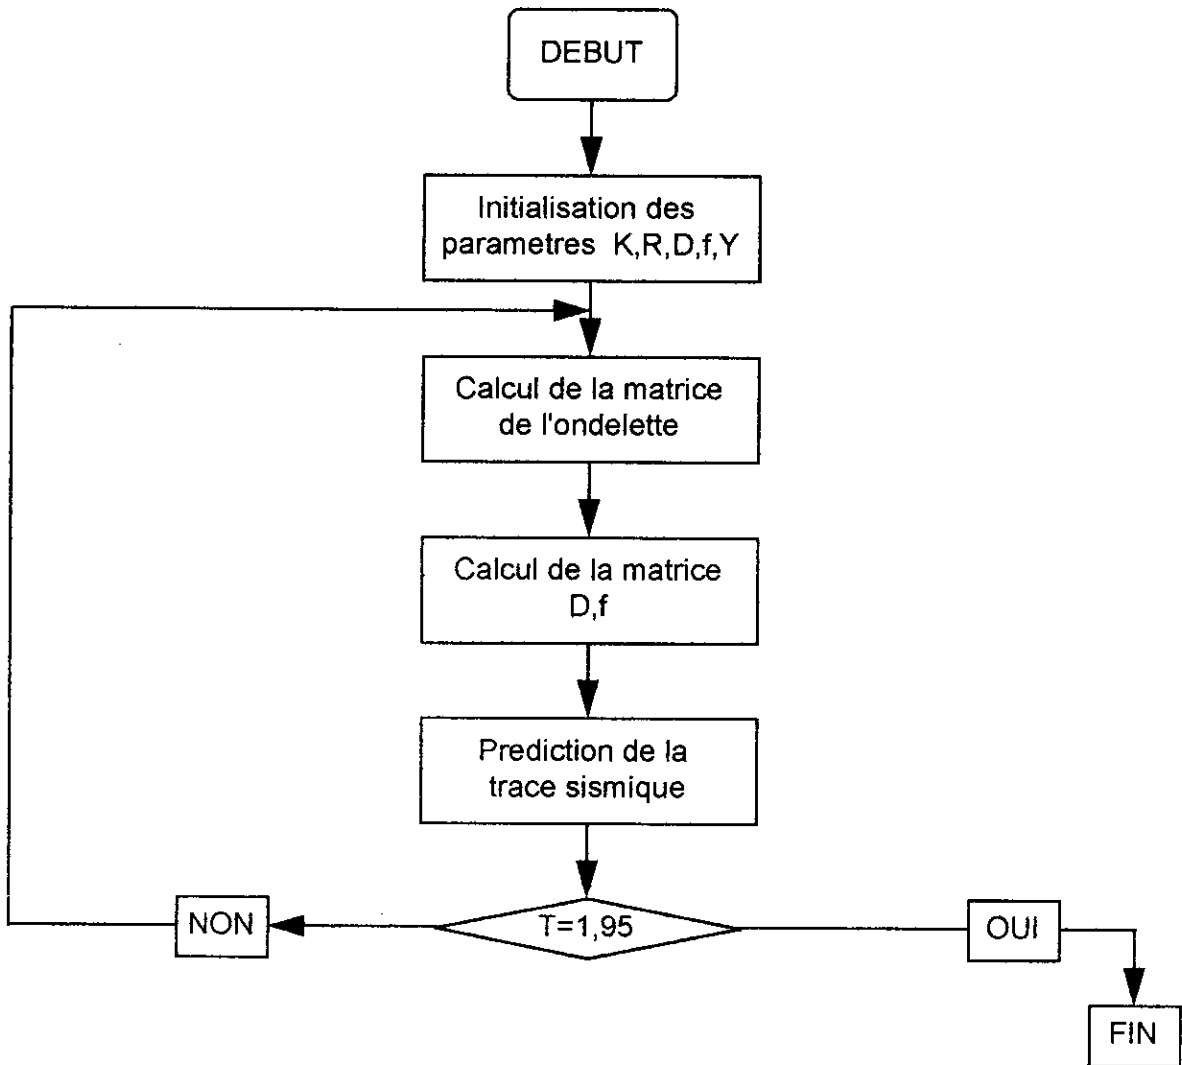 DEBUT
Initialisation des
parametres K,R,D,f,Y
Calcul de la matrice
de l'ondelette
Calcul de la matrice
D,f
Prediction de la
trace sismique
NON
T=1,95
OUI
FIN